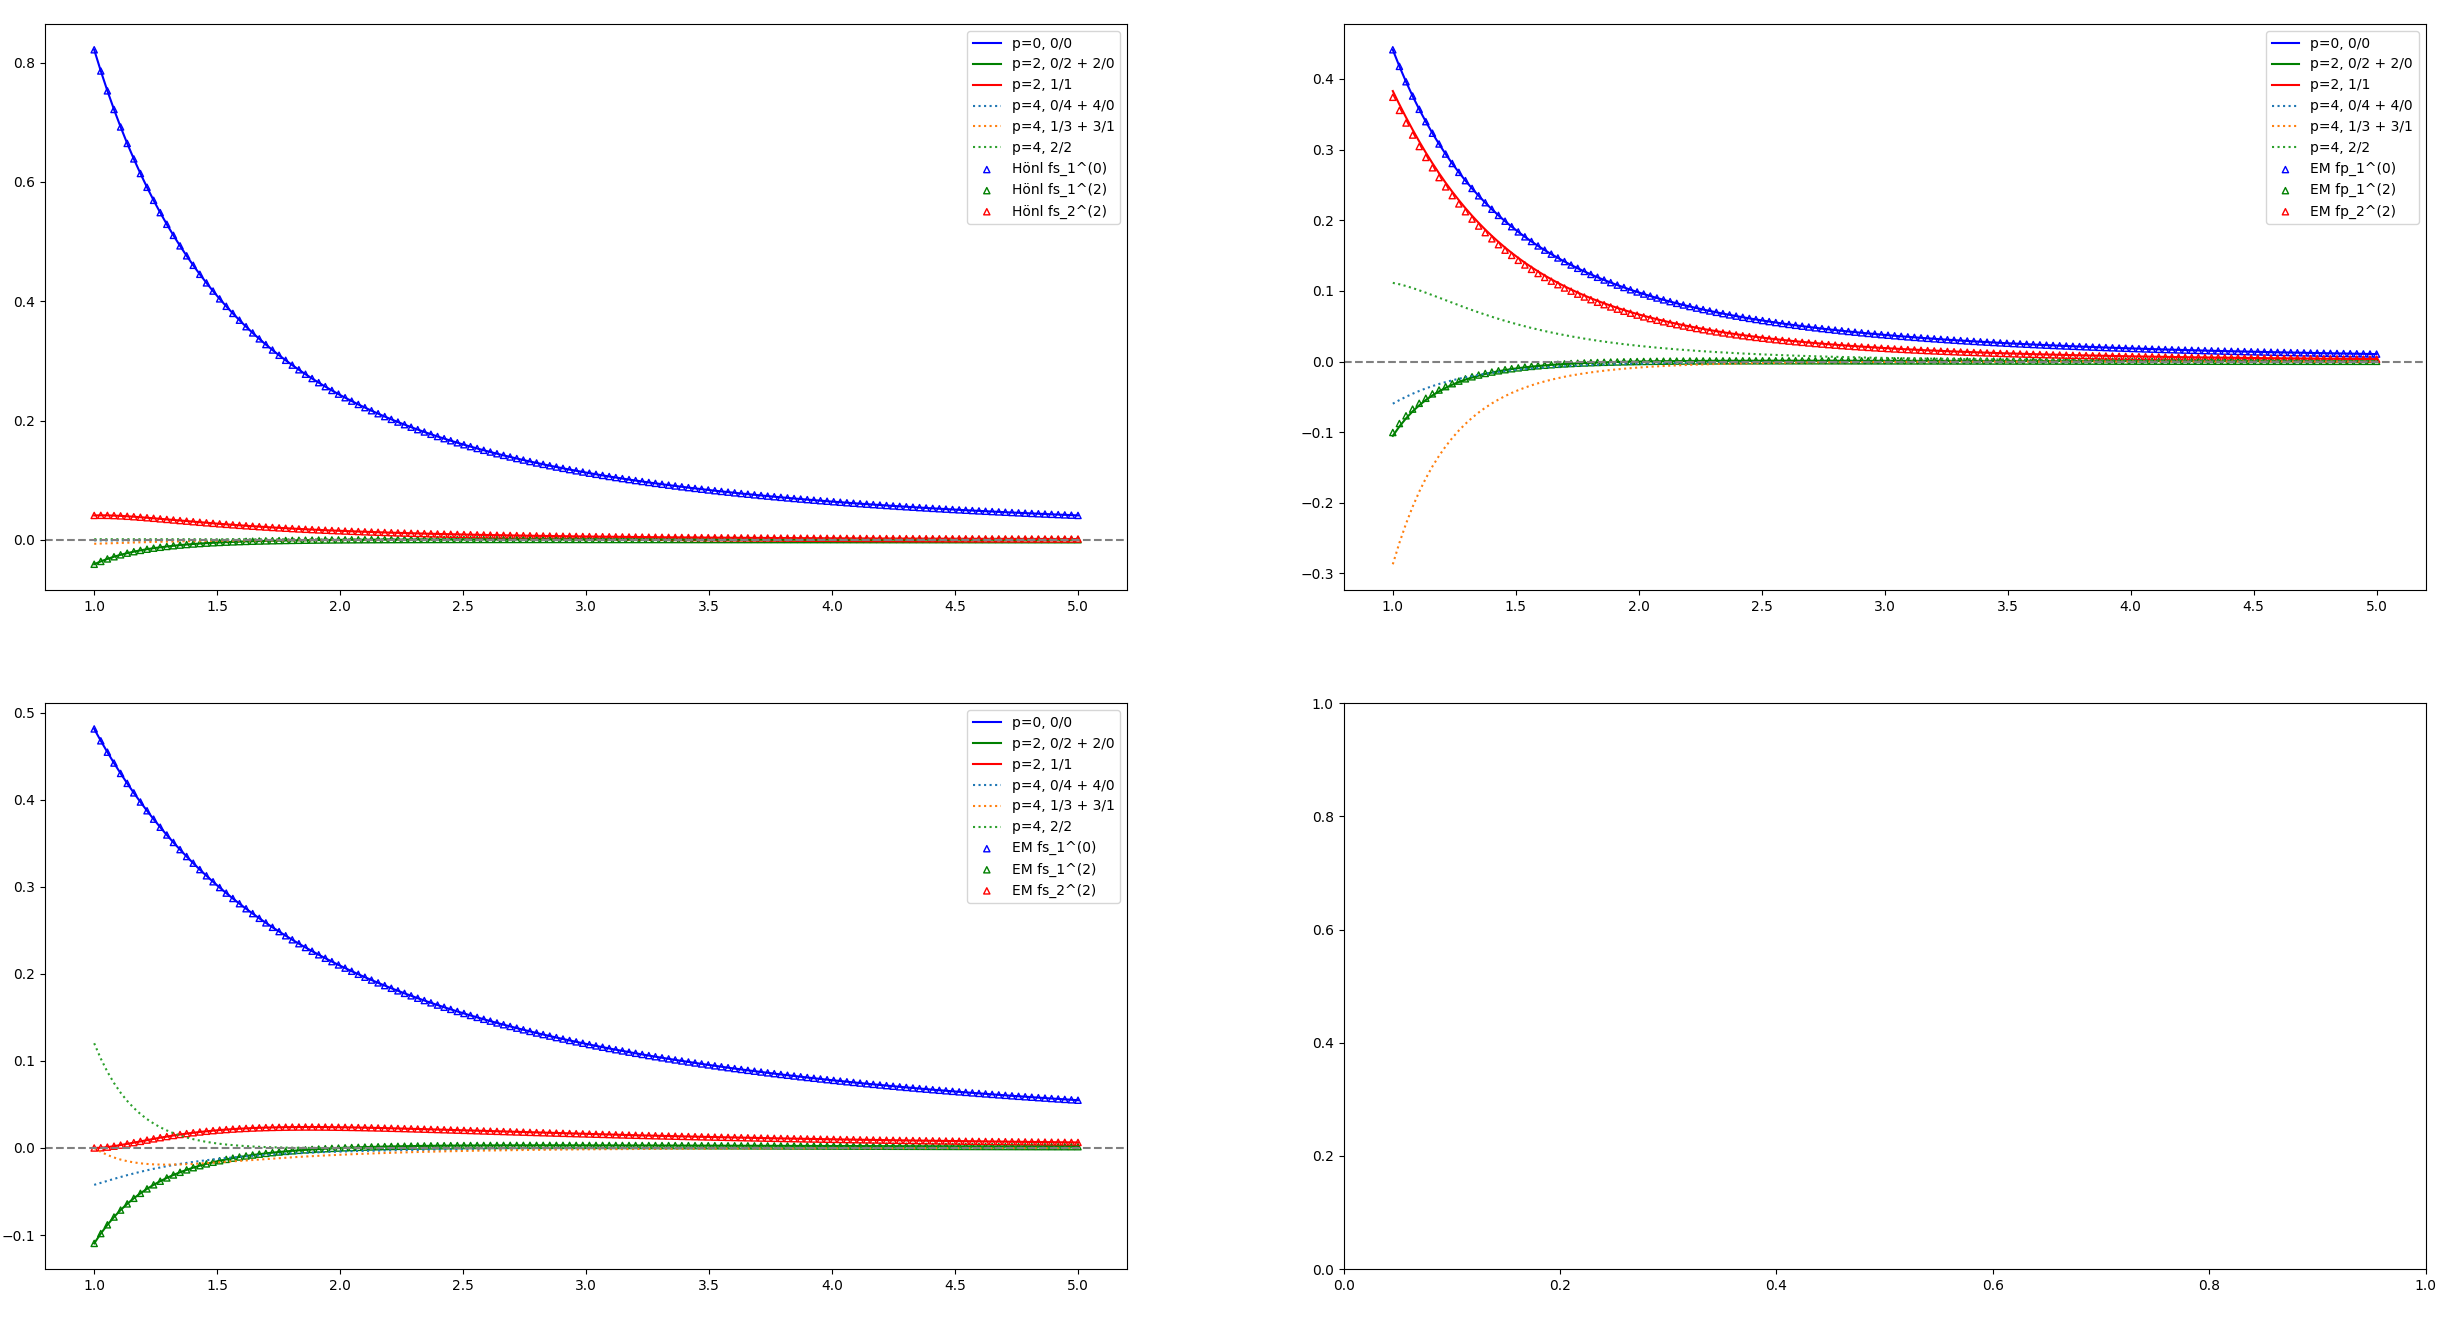 0.8
0.6
0.4
0.2
0.0
1.0 1.5 2.0 2.5 3.0 3.5 4.0 4.5 5.0
p=0, 0/0
p=2, 0/2 + 2/0
p=2, 1/1
p=4, 0/4 + 4/0
p=4, 1/3 + 3/1
p=4, 2/2
Hönl fs_1^(0)
Hönl fs_1^(2)
Hönl fs_2^(2)
0.4
0.3
0.2
0.1
0.0
−0.1
−0.2
−0.3
1.0 1.5 2.0 2.5 3.0 3.5 4.0 4.5 5.0
p=0, 0/0
p=2, 0/2 + 2/0
p=2, 1/1
p=4, 0/4 + 4/0
p=4, 1/3 + 3/1
p=4, 2/2
EM fp_1^(0)
EM fp_1^(2)
EM fp_2^(2)
0.5
0.4
0.3
0.2
0.1
0.0
−0.1
1.0 1.5 2.0 2.5 3.0 3.5 4.0 4.5 5.0
p=0, 0/0
p=2, 0/2 + 2/0
p=2, 1/1
p=4, 0/4 + 4/0
p=4, 1/3 + 3/1
p=4, 2/2
EM fs_1^(0)
EM fs_1^(2)
EM fs_2^(2)
1.0
0.8
0.6
0.4
0.2
0.0
0.0 0.2 0.4 0.6 0.8 1.0